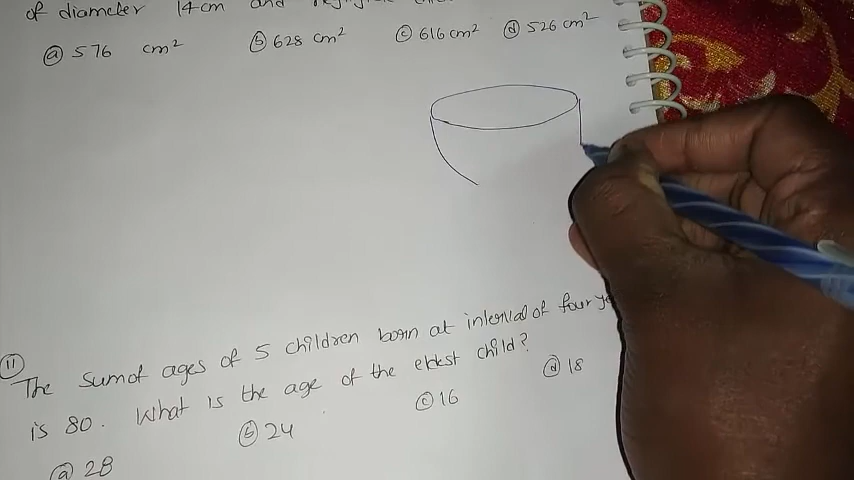 of diameter 14cm and
ⓐ 576 cm² ⓑ 628 cm² ⓒ 616 cm² ⓓ 526 cm²
⑪
The sum of ages of 5 children born at interval of four
is 80. What is the age of the eldest child?
ⓐ 28 ⓑ 24 ⓒ 16 ⓓ 18